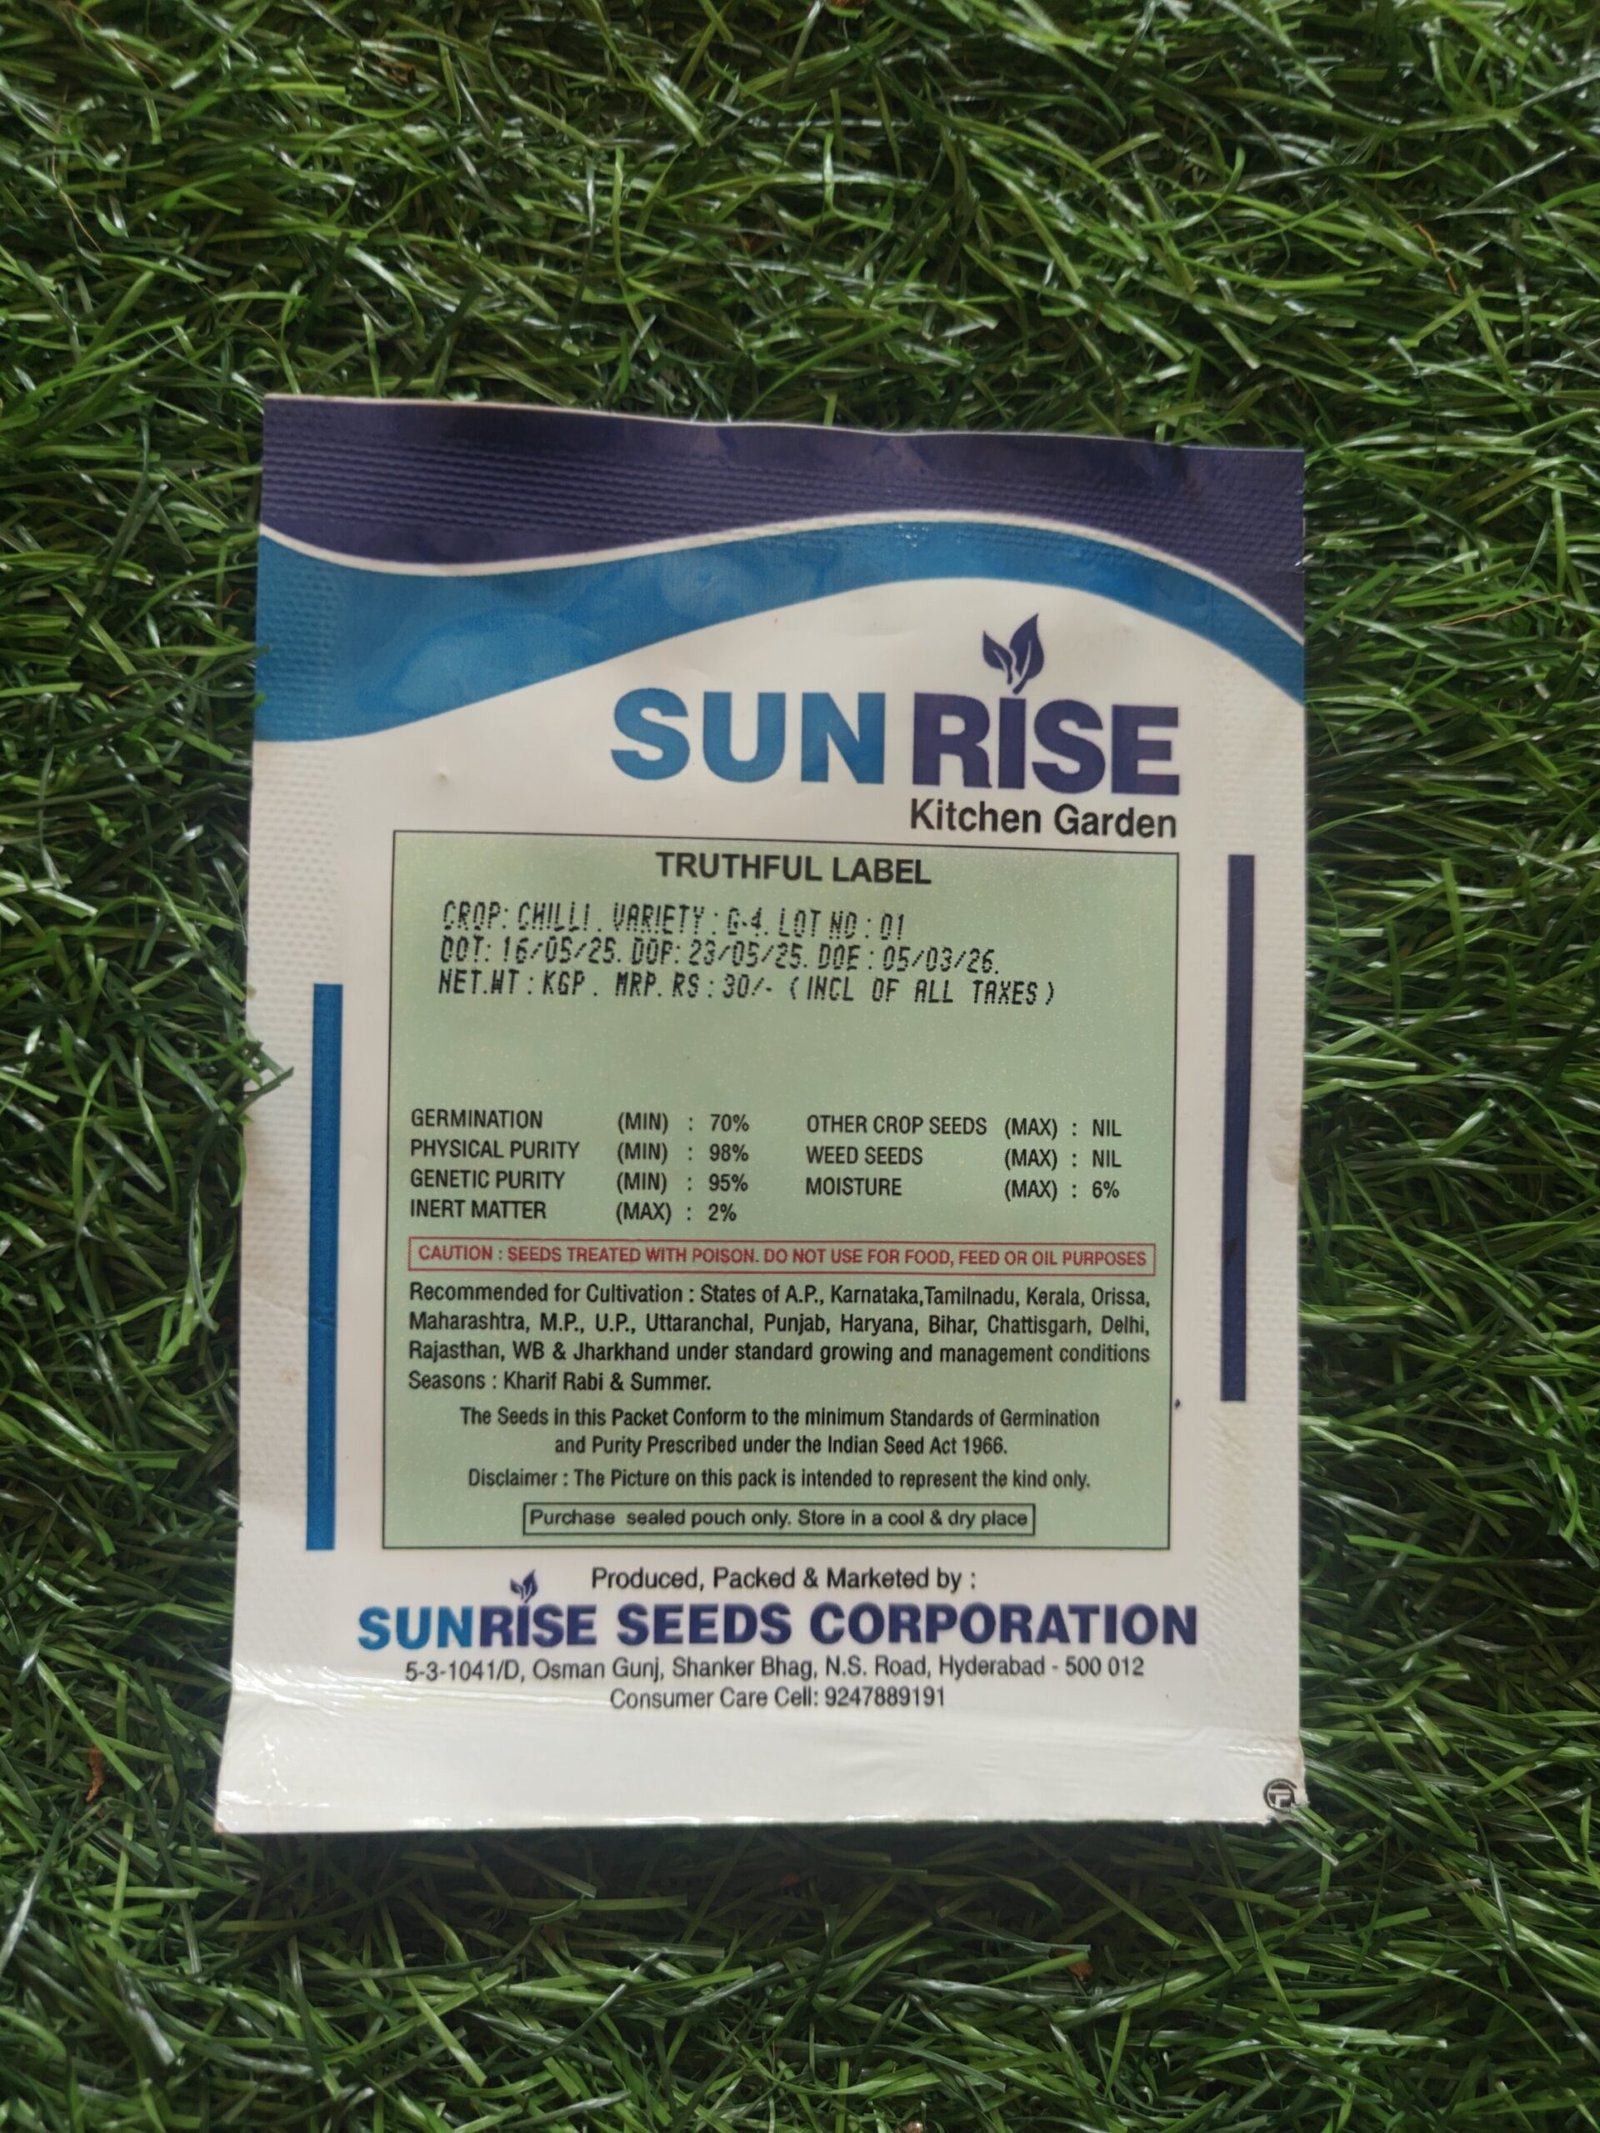 SUNRISE
Kitchen Garden
TRUTHFUL LABEL
CROP: CHILLI. VARIETY : G-4. LOT NO : 01
DOT: 16/05/25. DOP: 23/05/25. DOE : 05/03/26.
NET.WT : KGP. MRP. RS : 30/- (INCL OF ALL TAXES)
GERMINATION (MIN) : 70% OTHER CROP SEEDS (MAX) : NIL
PHYSICAL PURITY (MIN) : 98% WEED SEEDS (MAX) : NIL
GENETIC PURITY (MIN) : 95% MOISTURE (MAX) : 6%
INERT MATTER (MAX) : 2%
CAUTION : SEEDS TREATED WITH POISON. DO NOT USE FOR FOOD, FEED OR OIL PURPOSES
Recommended for Cultivation : States of A.P., Karnataka,Tamilnadu, Kerala, Orissa,
Maharashtra, M.P., U.P., Uttaranchal, Punjab, Haryana, Bihar, Chattisgarh, Delhi,
Rajasthan, WB & Jharkhand under standard growing and management conditions
Seasons : Kharif Rabi & Summer.
The Seeds in this Packet Conform to the minimum Standards of Germination
and Purity Prescribed under the Indian Seed Act 1966.
Disclaimer : The Picture on this pack is intended to represent the kind only.
Purchase sealed pouch only. Store in a cool & dry place
Produced, Packed & Marketed by :
SUNRISE SEEDS CORPORATION
5-3-1041/D, Osman Gunj, Shanker Bhag, N.S. Road, Hyderabad - 500 012
Consumer Care Cell: 9247889191